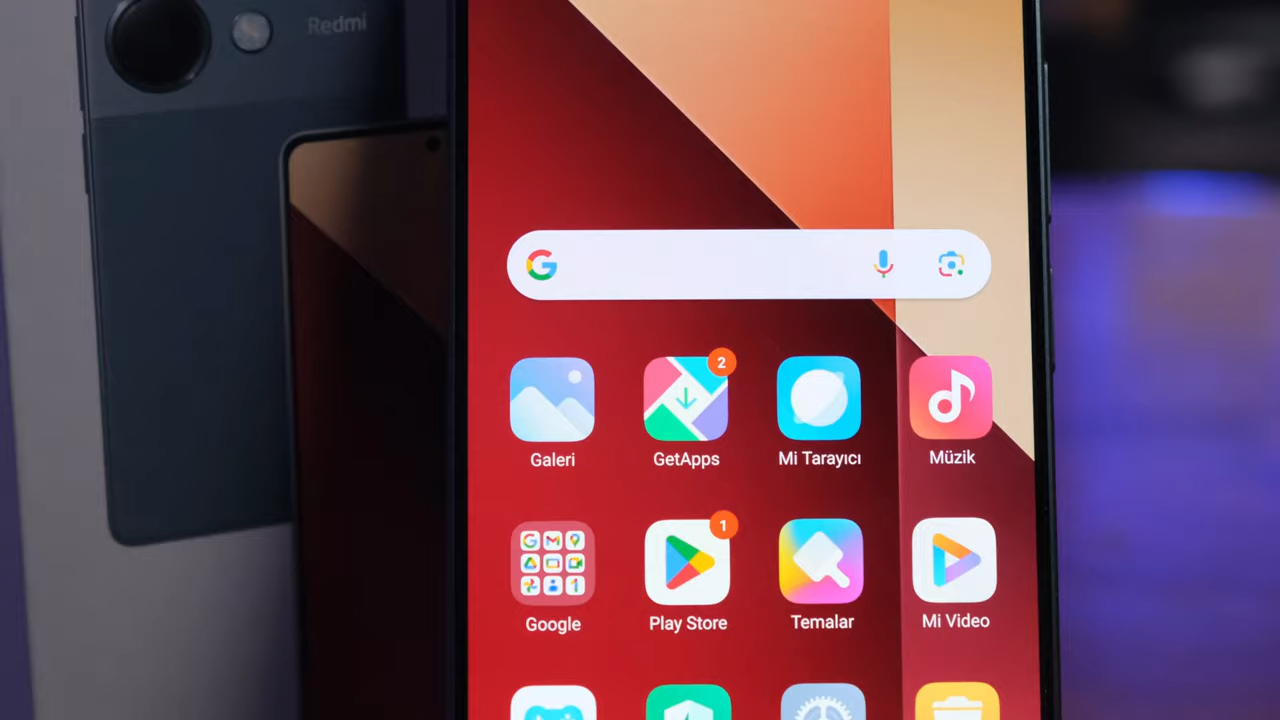 Redmi
2
Galeri
GetApps
Mi Tarayıcı
Müzik
1
Google
Play Store
Temalar
Mi Video